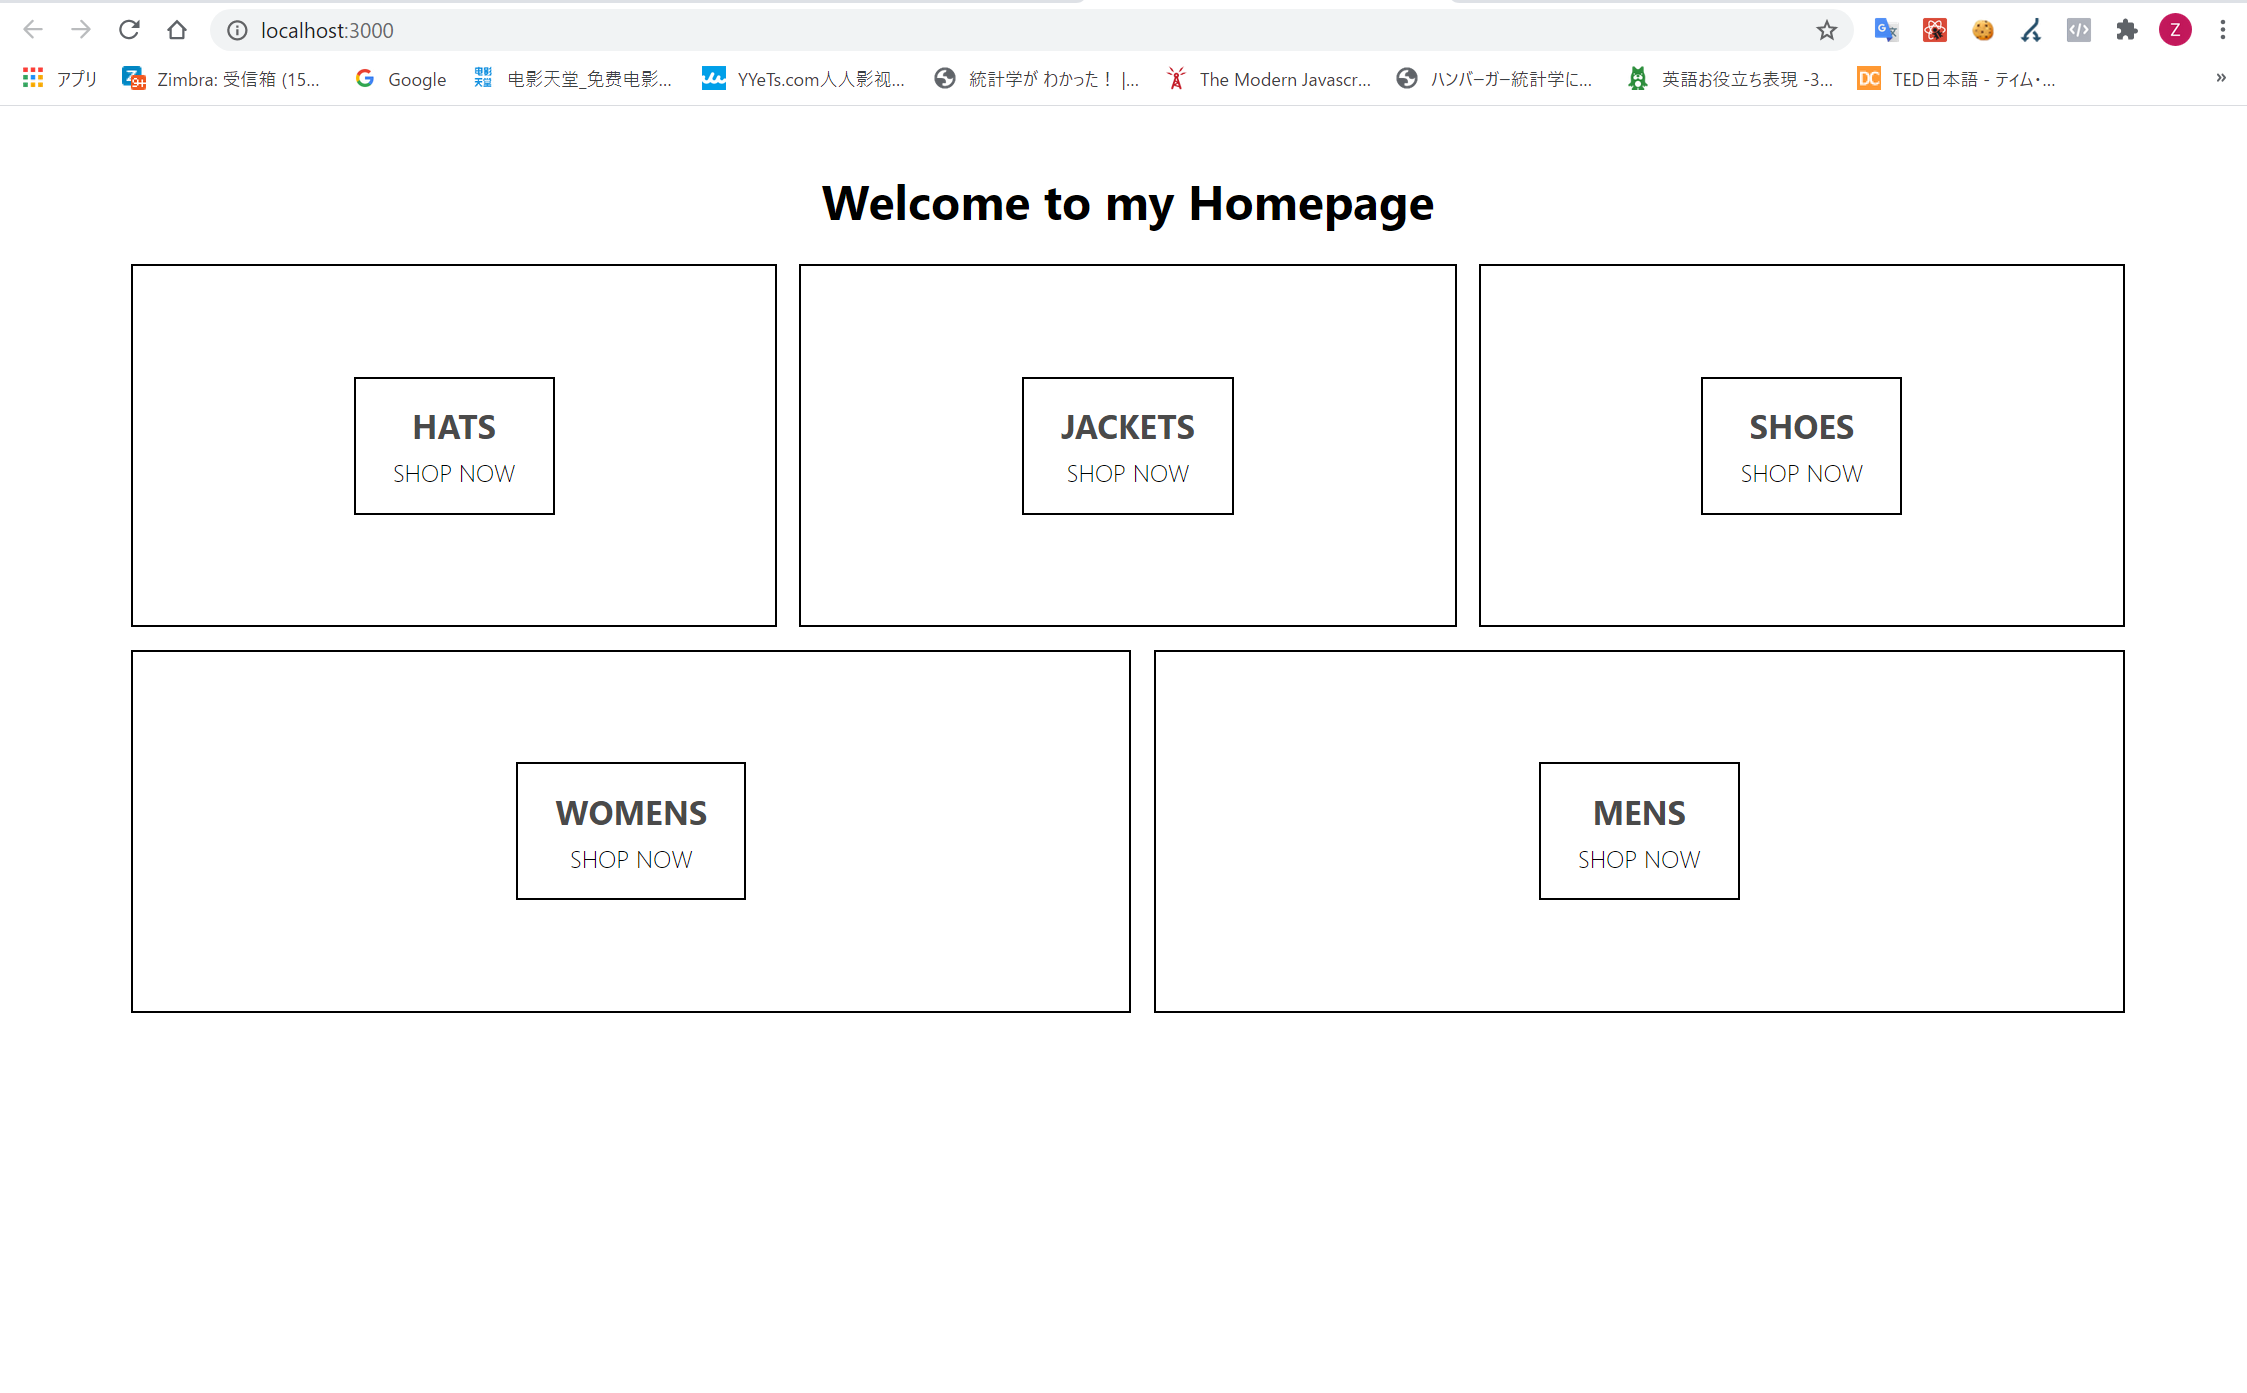 localhost:3000
Z
アプリ
Zimbra: 受信箱 (15...
Google
电影天堂_免费电影...
YYeTs.com人人影视...
統計学が わかった！ |...
The Modern Javascr...
ハンバーガー統計学に...
英語お役立ち表現 -3...
DC
TED日本語 - ティム・...
»
Welcome to my Homepage
HATS
SHOP NOW
JACKETS
SHOP NOW
SHOES
SHOP NOW
WOMENS
SHOP NOW
MENS
SHOP NOW